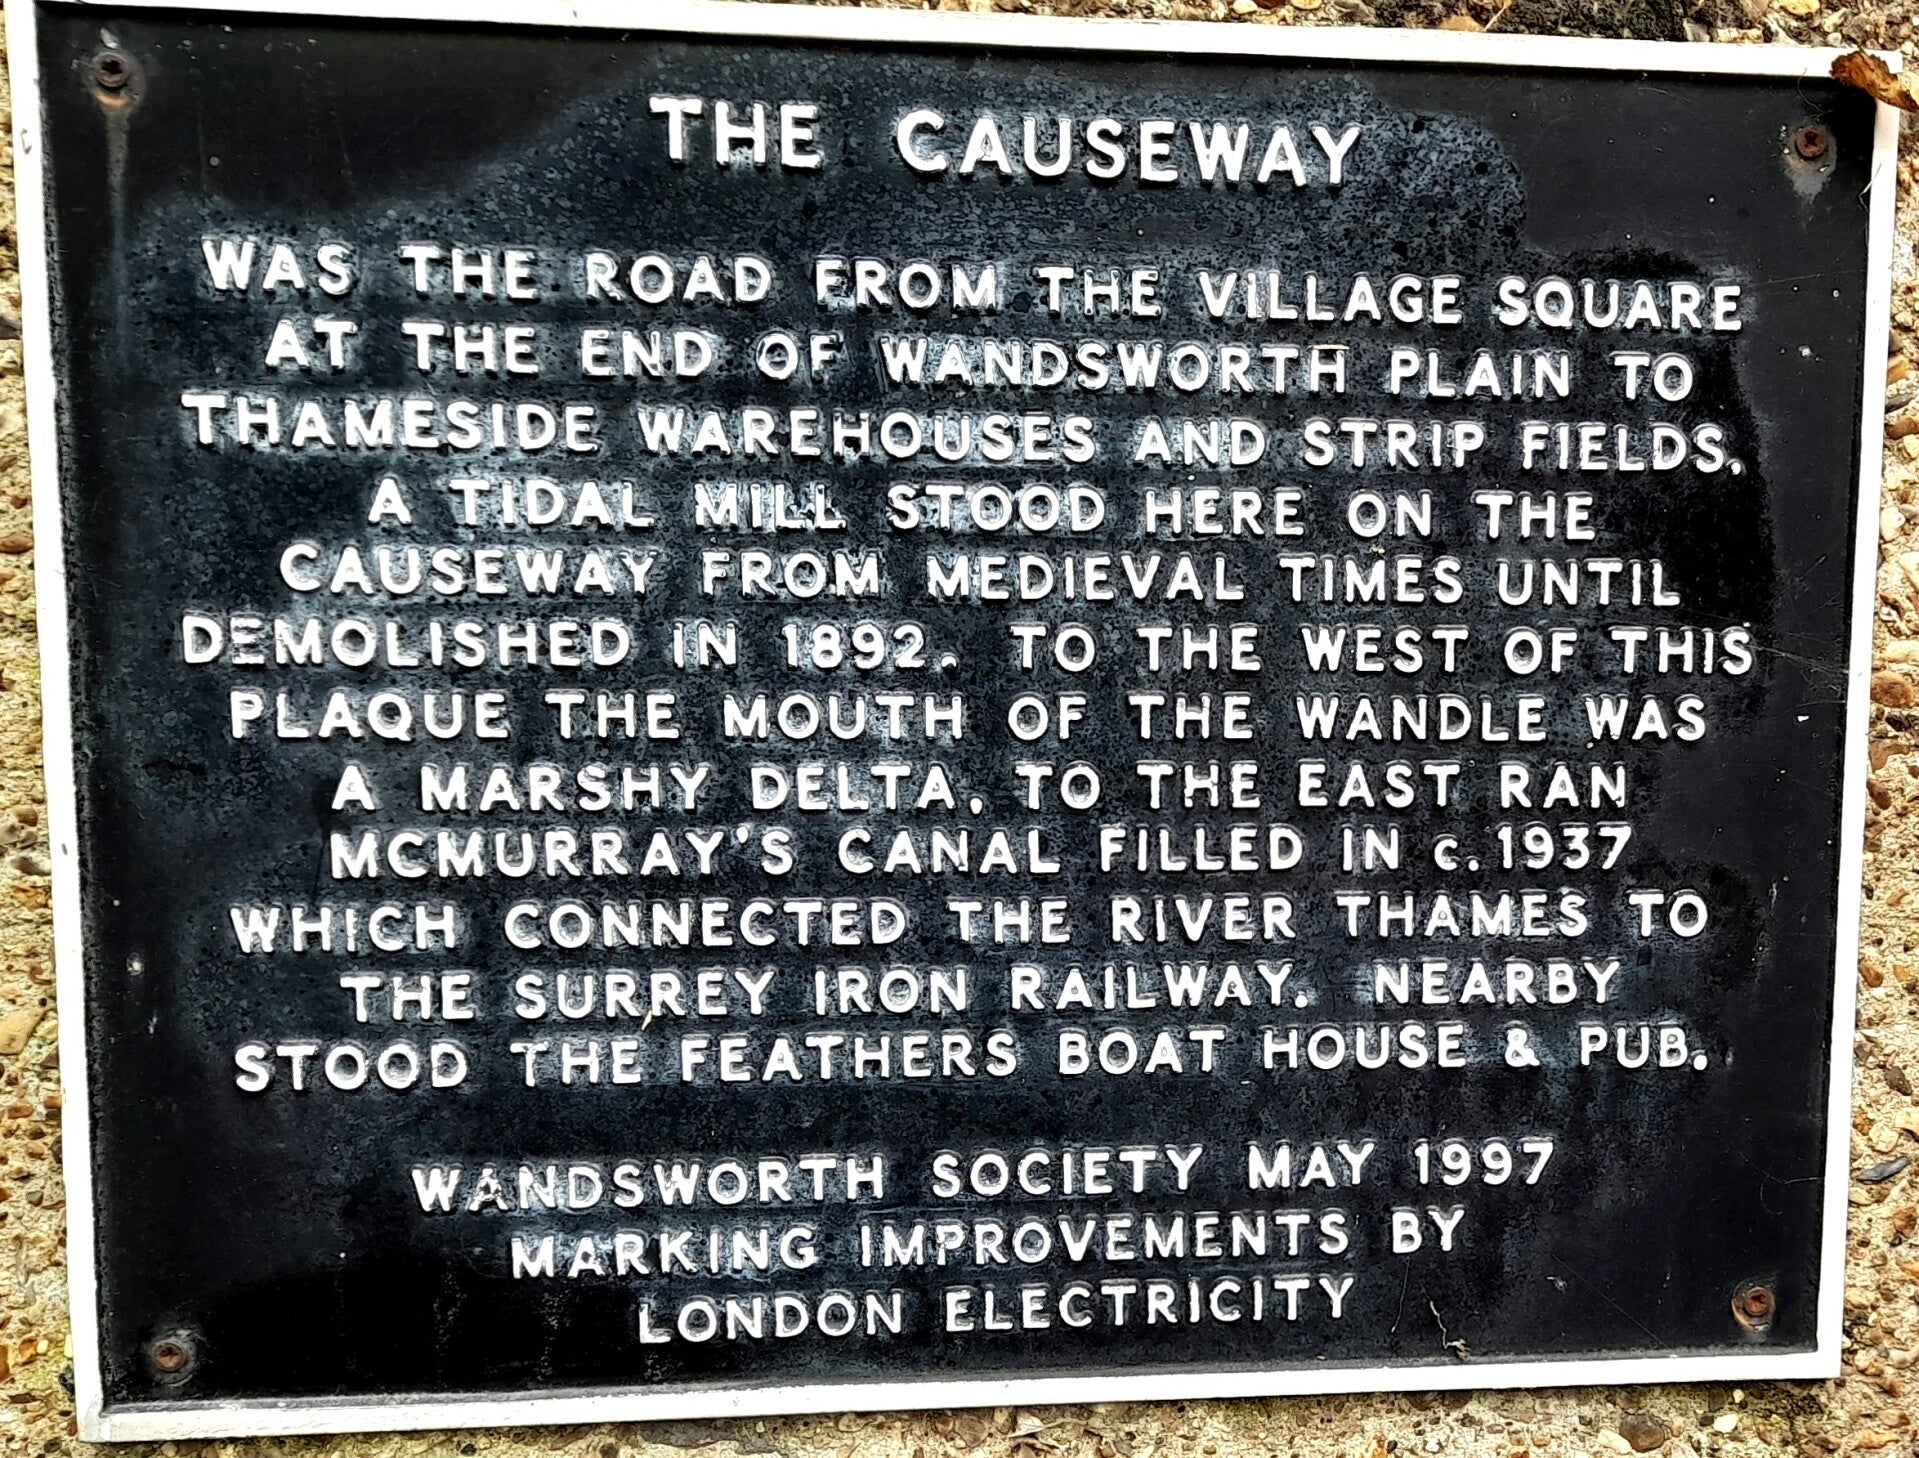 THE CAUSEWAY
WAS THE ROAD FROM THE VILLAGE SQUARE
AT THE END OF WANDSWORTH PLAIN TO
THAMESIDE WAREHOUSES AND STRIP FIELDS.
A TIDAL MILL STOOD HERE ON THE
CAUSEWAY FROM MEDIEVAL TIMES UNTIL
DEMOLISHED IN 1892. TO THE WEST OF THIS
PLAQUE THE MOUTH OF THE WANDLE WAS
A MARSHY DELTA. TO THE EAST RAN
MCMURRAY'S CANAL FILLED IN c.1937
WHICH CONNECTED THE RIVER THAMES TO
THE SURREY IRON RAILWAY. NEARBY
STOOD THE FEATHERS BOAT HOUSE & PUB.
WANDSWORTH SOCIETY MAY 1997
MARKING IMPROVEMENTS BY
LONDON ELECTRICITY